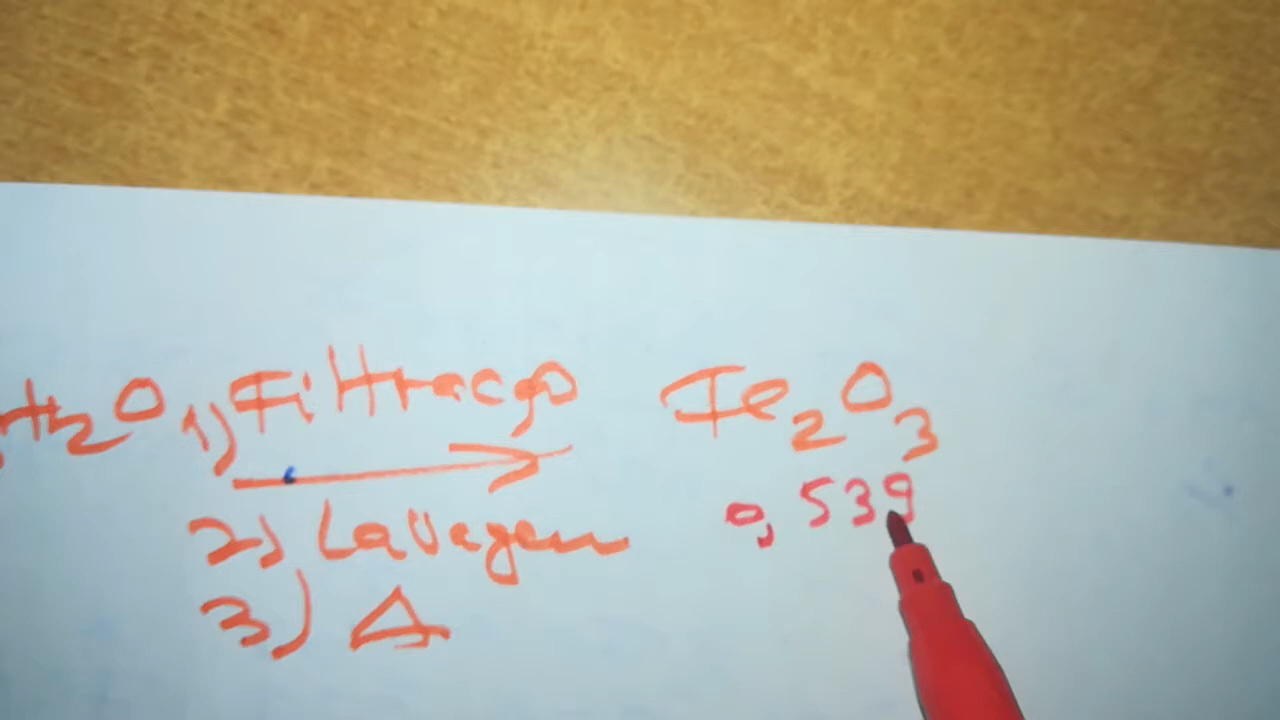 H₂O 1) Filtração Fe₂O₃
0,539
2) Lavagem
3) Δ